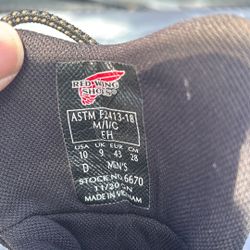 RED WING
SHOES
ASTM F2413-18
M/I/C
EH
USA UK EUR CM
10 9 43 28
D MEN'S
STOCK NO. 6670
11/20
MADE IN VIETNAM